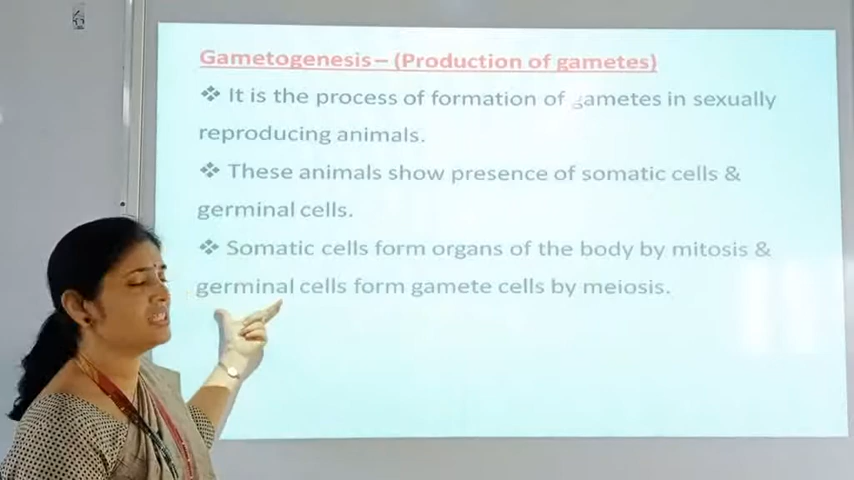 Gametogenesis – (Production of gametes)
❖ It is the process of formation of gametes in sexually
reproducing animals.
❖ These animals show presence of somatic cells &
germinal cells.
❖ Somatic cells form organs of the body by mitosis &
germinal cells form gamete cells by meiosis.